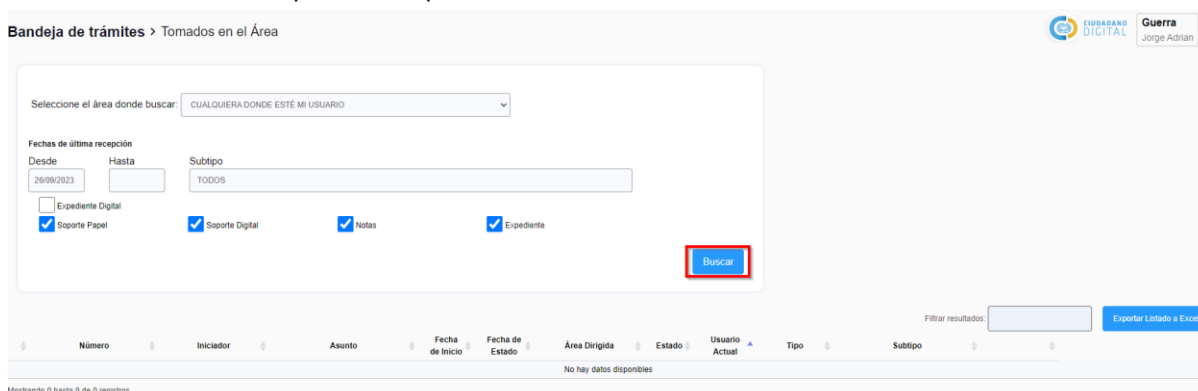 Bandeja de trámites > Tomados en el Área
CIUDADANO
DIGITAL
Guerra
Jorge Adrian
Seleccione el área donde buscar: CUALQUIERA DONDE ESTÉ MI USUARIO
Fechas de última recepción
Desde Hasta Subtipo
26/09/2023 TODOS
Expediente Digital
Soporte Papel Soporte Digital Notas Expediente
Buscar
Filtrar resultados: Exportar Listado a Exce
Número Iniciador Asunto Fecha de Inicio Fecha de Estado Área Dirigida Estado Usuario Actual Tipo Subtipo
No hay datos disponibles
Mostrando 0 hasta 0 de 0 registros